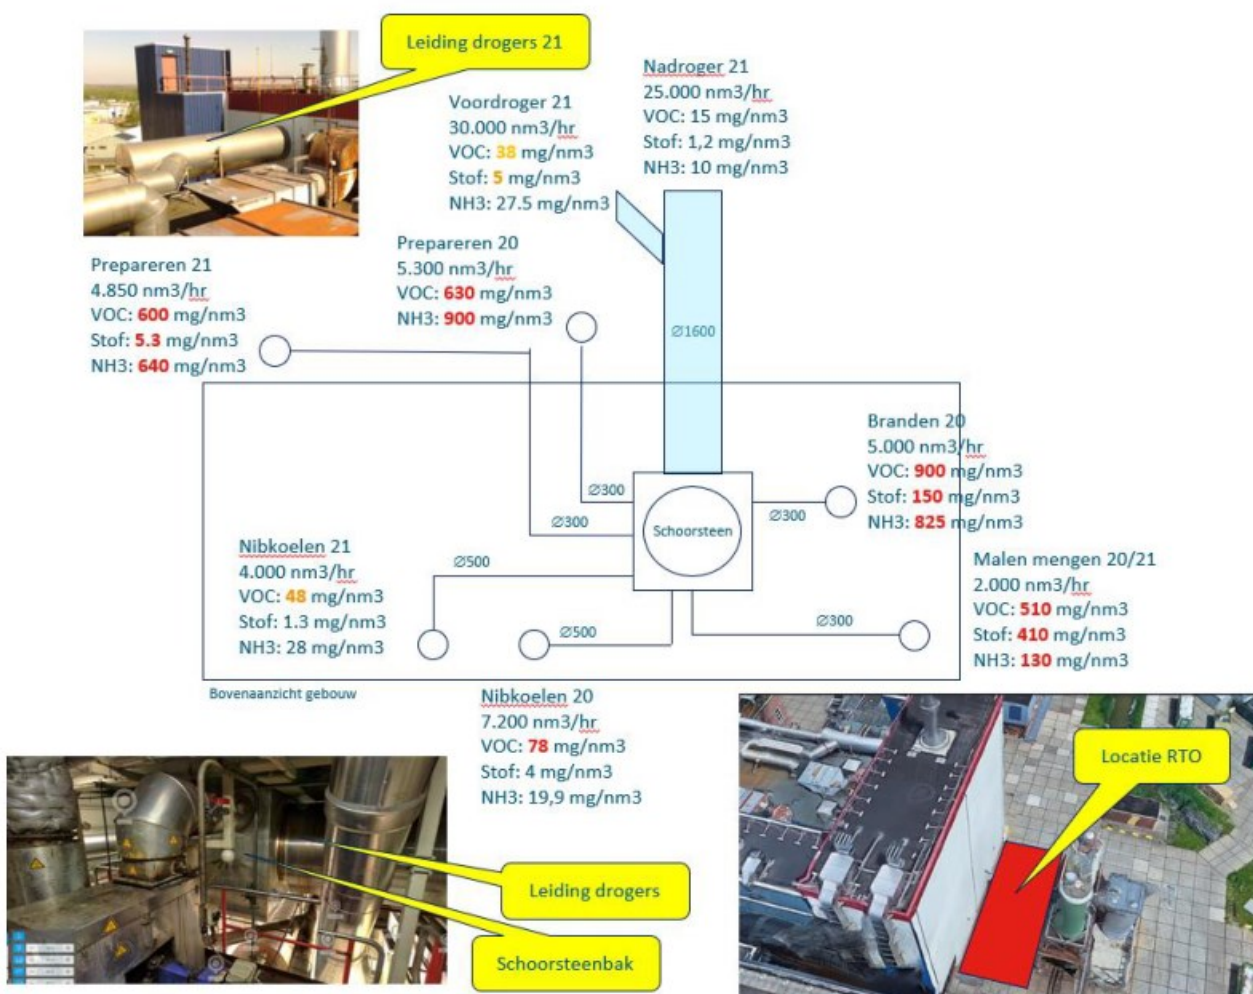 Leiding drogers 21
Nadroger 21
25.000 nm3/hr
VOC: 15 mg/nm3
Stof: 1,2 mg/nm3
NH3: 10 mg/nm3
Voordroger 21
30.000 nm3/hr
VOC: 38 mg/nm3
Stof: 5 mg/nm3
NH3: 27.5 mg/nm3
Prepareren 20
5.300 nm3/hr
VOC: 630 mg/nm3
NH3: 900 mg/nm3
Prepareren 21
4.850 nm3/hr
VOC: 600 mg/nm3
Stof: 5.3 mg/nm3
NH3: 640 mg/nm3
∅1600
Branden 20
5.000 nm3/hr
VOC: 900 mg/nm3
Stof: 150 mg/nm3
NH3: 825 mg/nm3
∅300
∅300
∅300
Schoorsteen
Nibkoelen 21
4.000 nm3/hr
VOC: 48 mg/nm3
Stof: 1.3 mg/nm3
NH3: 28 mg/nm3
∅500
Malen mengen 20/21
2.000 nm3/hr
VOC: 510 mg/nm3
Stof: 410 mg/nm3
NH3: 130 mg/nm3
∅300
∅500
Bovenaanzicht gebouw
Nibkoelen 20
7.200 nm3/hr
VOC: 78 mg/nm3
Stof: 4 mg/nm3
NH3: 19,9 mg/nm3
Locatie RTO
Leiding drogers
Schoorsteenbak